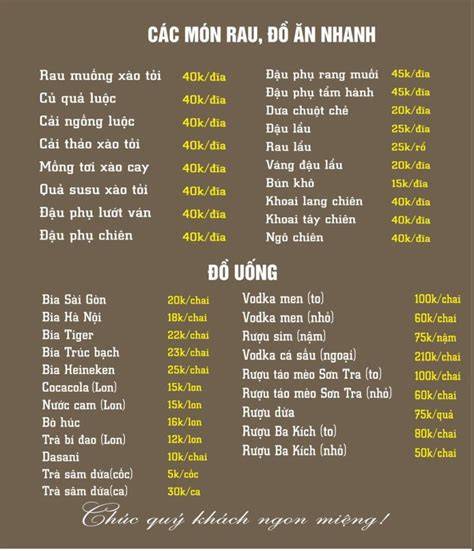 CÁC MÓN RAU, ĐỒ ĂN NHANH
Rau muống xào tỏi 40k/đĩa
Củ quả luộc 40k/đĩa
Cải ngồng luộc 40k/đĩa
Cải thảo xào tỏi 40k/đĩa
Mồng tơi xào cay 40k/đĩa
Quả susu xào tỏi 40k/đĩa
Đậu phụ lướt ván 40k/đĩa
Đậu phụ chiên 40k/đĩa
Đậu phụ rang muối 45k/đĩa
Đậu phụ tẩm hành 45k/đĩa
Dưa chuột chẻ 20k/đĩa
Đậu lẩu 25k/đĩa
Rau lẩu 25k/rổ
Váng đậu lẩu 20k/đĩa
Bún khô 15k/đĩa
Khoai lang chiên 40k/đĩa
Khoai tây chiên 40k/đĩa
Ngô chiên 40k/đĩa
ĐỒ UỐNG
Bia Sài Gòn 20k/chai
Bia Hà Nội 18k/chai
Bia Tiger 22k/chai
Bia Trúc bạch 23k/chai
Bia Heineken 25k/chai
Cocacola (Lon) 15k/lon
Nước cam (Lon) 15k/lon
Bò húc 16k/lon
Trà bí đao (Lon) 12k/lon
Dasani 10k/chai
Trà sâm dứa(cốc) 5k/cốc
Trà sâm dứa(ca) 30k/ca
Vodka men (to) 100k/chai
Vodka men (nhỏ) 60k/chai
Rượu sim (nậm) 75k/nậm
Vodka cá sấu (ngoại) 210k/chai
Rượu táo mèo Sơn Tra (to) 100k/chai
Rượu táo mèo Sơn Tra (nhỏ) 60k/chai
Rượu dừa 75k/quả
Rượu Ba Kích (to) 80k/chai
Rượu Ba Kích (nhỏ) 50k/chai
Chúc quý khách ngon miệng!